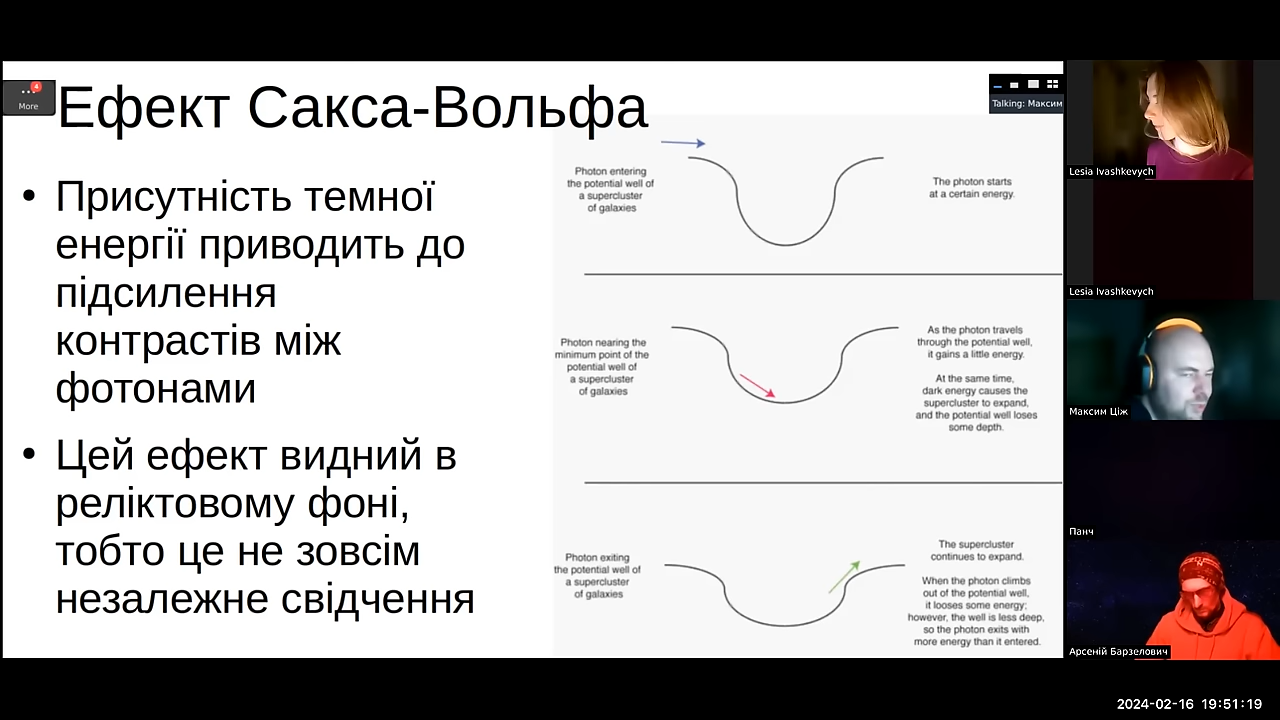 4
More
Ефект Сакса-Вольфа
Talking: Максим
• Присутність темної
енергії приводить до
підсилення
контрастів між
фотонами
• Цей ефект видний в
реліктовому фоні,
тобто це не зовсім
незалежне свідчення
Photon entering
the potential well of
a supercluster
of galaxies
The photon starts
at a certain energy.
Photon nearing the
minimum point of the
potential well of
a supercluster
of galaxies
As the photon travels
through the potential well,
it gains a little energy.
At the same time,
dark energy causes the
supercluster to expand,
and the potential well loses
some depth.
Photon exiting
the potential well of
a supercluster
of galaxies
The supercluster
continues to expand.
When the photon climbs
out of the potential well,
it looses some energy;
however, the well is less deep,
so the photon exits with
more energy than it entered.
Lesia Ivashkevych
Lesia Ivashkevych
Максим Ціж
Панч
Арсеній Барзелович
2024-02-16 19:51:19